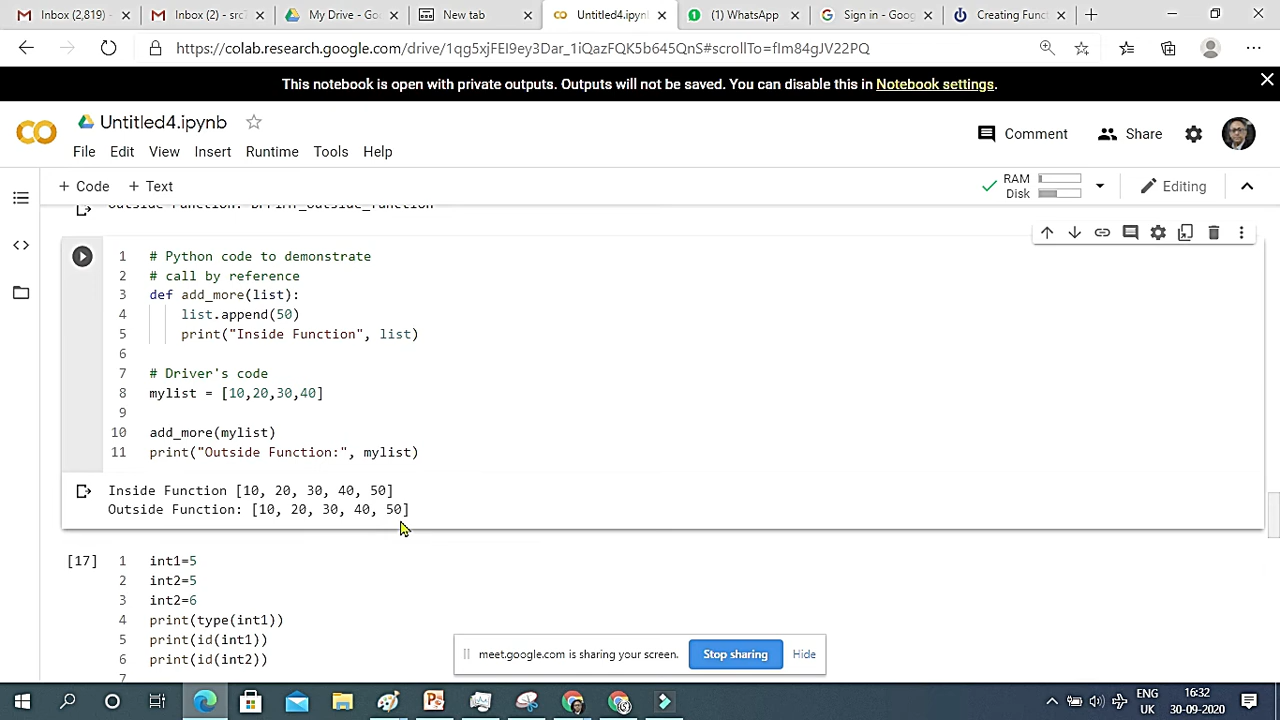 Inbox (2,819)
Inbox (2) - src7
My Drive - Goo
New tab
Untitled4.ipynb
(1) WhatsApp
Sign in - Goog
Creating Funct
https://colab.research.google.com/drive/1qg5xjFEI9ey3Dar_1iQazFQK5b645QnS#scrollTo=fIm84gJV22PQ
This notebook is open with private outputs. Outputs will not be saved. You can disable this in Notebook settings.
Untitled4.ipynb
Comment
Share
File Edit View Insert Runtime Tools Help
+ Code + Text
RAM
Disk
Editing
1 # Python code to demonstrate
2 # call by reference
3 def add_more(list):
4 list.append(50)
5 print("Inside Function", list)
6
7 # Driver's code
8 mylist = [10,20,30,40]
9
10 add_more(mylist)
11 print("Outside Function:", mylist)
Inside Function [10, 20, 30, 40, 50]
Outside Function: [10, 20, 30, 40, 50]
[17] 1 int1=5
2 int2=5
3 int2=6
4 print(type(int1))
5 print(id(int1))
6 print(id(int2))
7
meet.google.com is sharing your screen.
Stop sharing
Hide
ENG
UK
16:32
30-09-2020